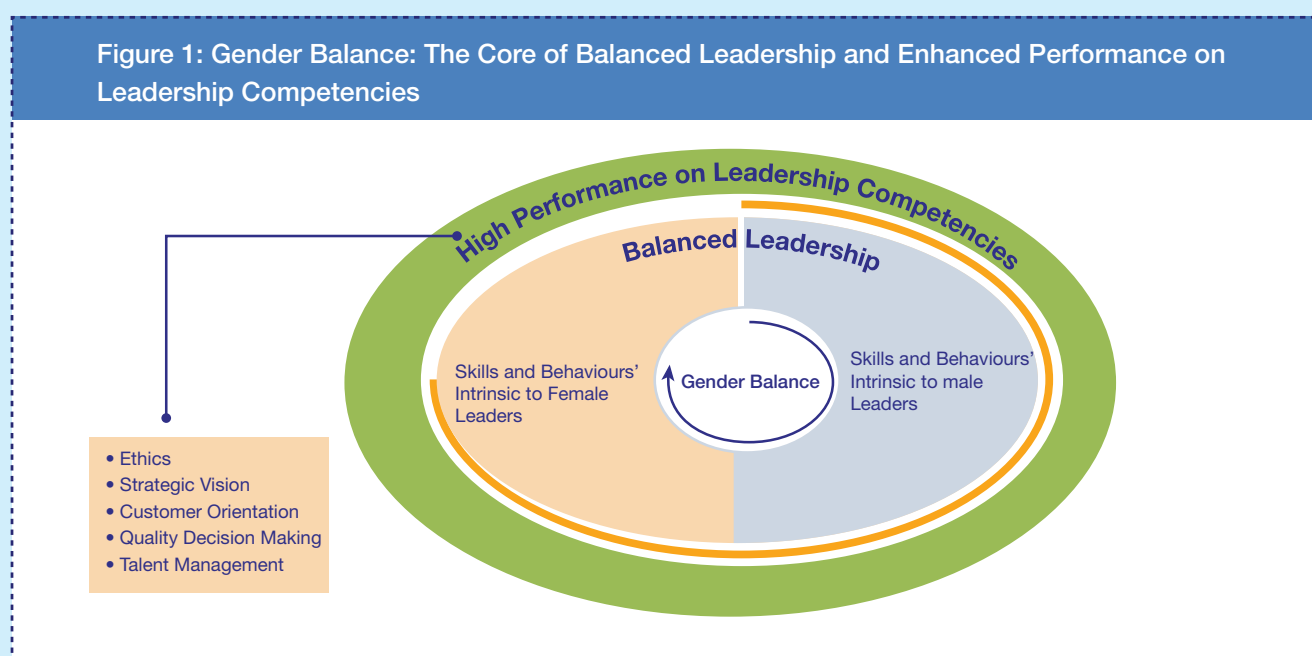 Figure 1: Gender Balance: The Core of Balanced Leadership and Enhanced Performance on
Leadership Competencies
High Performance on Leadership Competencies
Balanced Leadership
Skills and Behaviours’
Intrinsic to Female
Leaders
Gender Balance
Skills and Behaviours’
Intrinsic to male
Leaders
• Ethics
• Strategic Vision
• Customer Orientation
• Quality Decision Making
• Talent Management